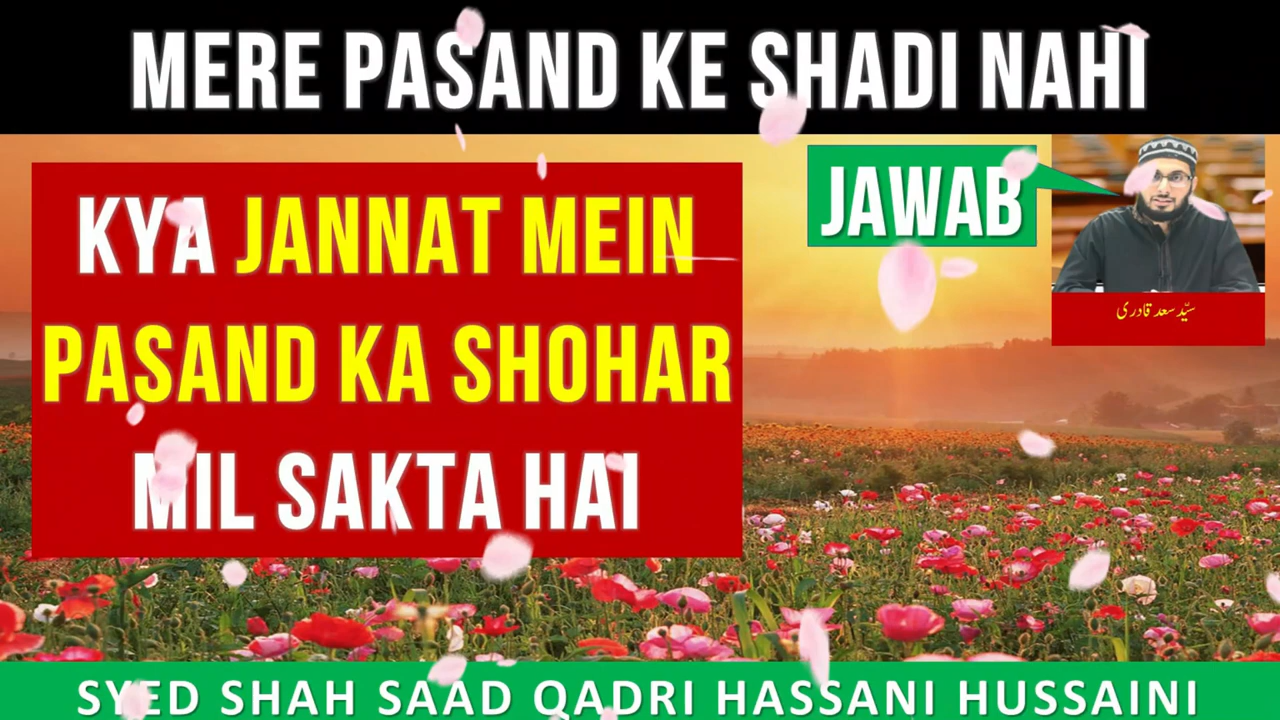 MERE PASAND KE SHADI NAHI
KYA JANNAT MEIN
PASAND KA SHOHAR
MIL SAKTA HAI
JAWAB
سیّد سعد قادری
SYED SHAH SAAD QADRI HASSANI HUSSAINI